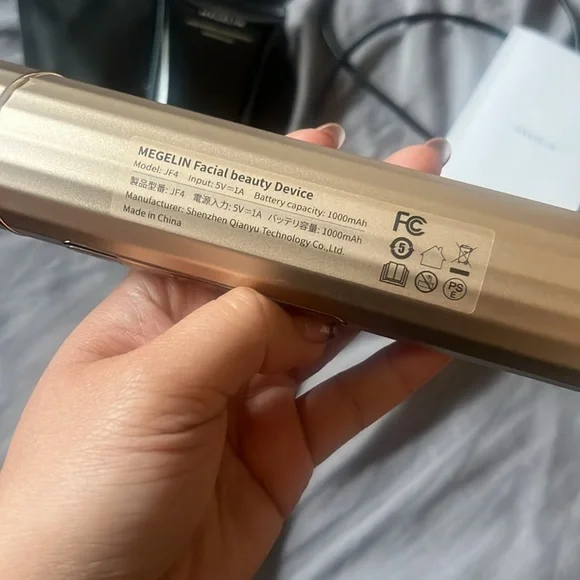 MEGELIN Facial beauty Device
Model: JF4 Input: 5V⎓1A Battery capacity: 1000mAh
製品型番: JF4 電源入力: 5V⎓1A バッテリ容量: 1000mAh
Manufacturer: Shenzhen Qianyu Technology Co.,Ltd.
Made in China
FC
5
PS
E